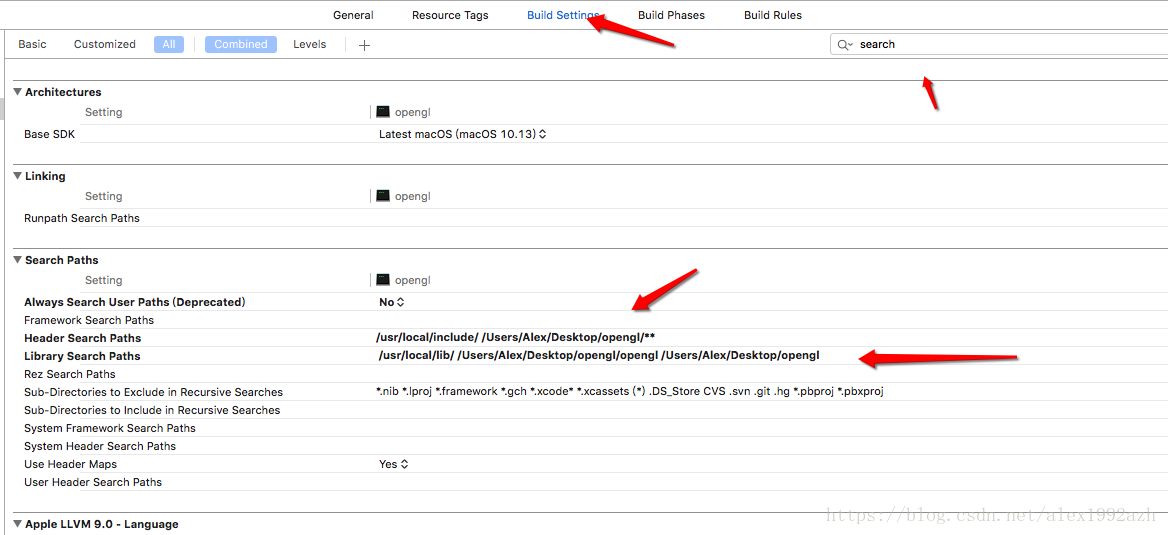 General Resource Tags Build Settings Build Phases Build Rules
Basic Customized All Combined Levels + search
Architectures
Setting opengl
Base SDK Latest macOS (macOS 10.13)
Linking
Setting opengl
Runpath Search Paths
Search Paths
Setting opengl
Always Search User Paths (Deprecated) No
Framework Search Paths
Header Search Paths /usr/local/include/ /Users/Alex/Desktop/opengl/**
Library Search Paths /usr/local/lib/ /Users/Alex/Desktop/opengl/opengl /Users/Alex/Desktop/opengl
Rez Search Paths
Sub-Directories to Exclude in Recursive Searches *.nib *.lproj *.framework *.gch *.xcode* *.xcassets (*) .DS_Store CVS .svn .git .hg *.pbproj *.pbxproj
Sub-Directories to Include in Recursive Searches
System Framework Search Paths
System Header Search Paths
Use Header Maps Yes
User Header Search Paths
Apple LLVM 9.0 - Language
https://blog.csdn.net/alex1992azh